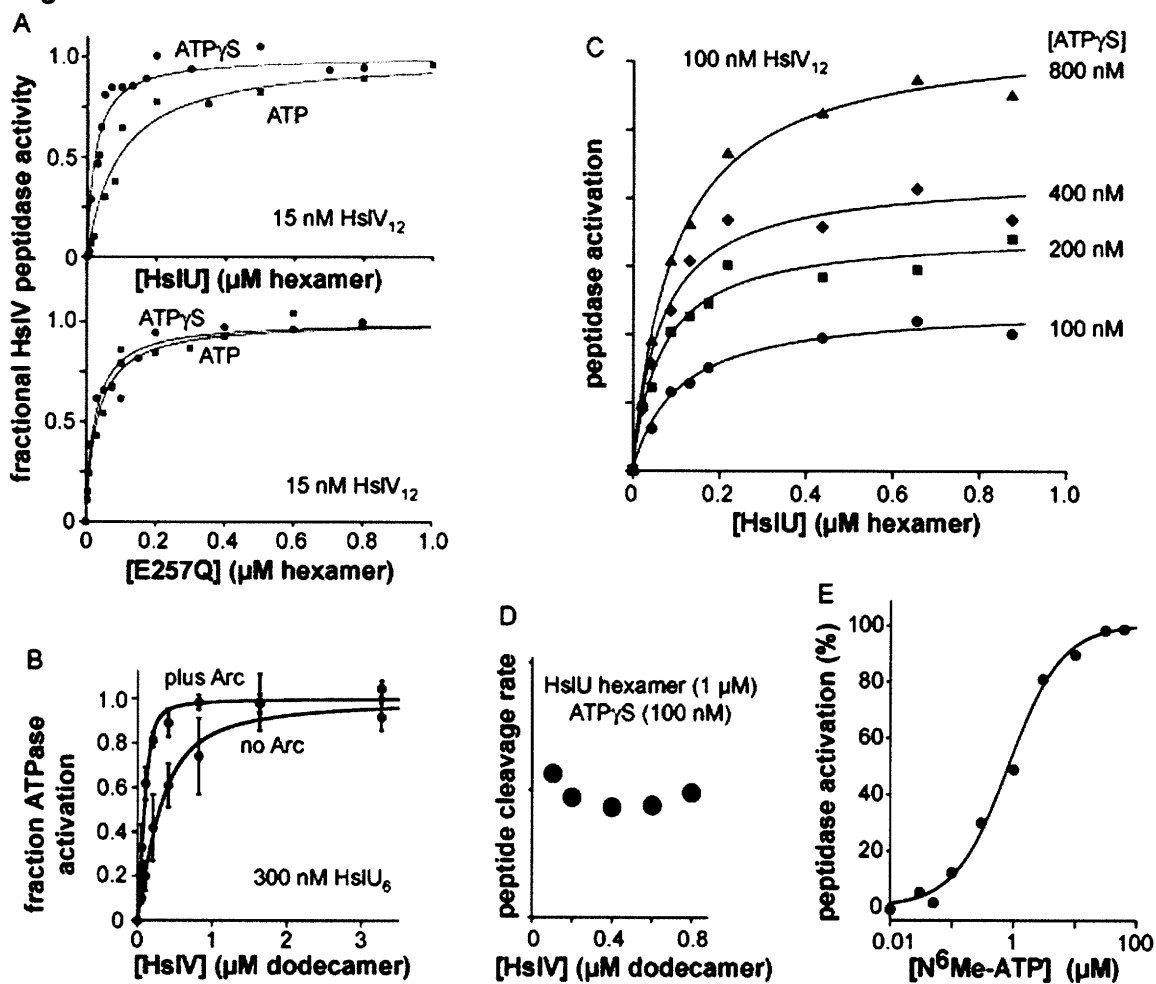 A
fractional HslV peptidase activity
1.0
0.5
0
ATPγS
ATP
15 nM HslV₁₂
[HslU] (µM hexamer)
1.0
0.5
0
ATPγS
ATP
15 nM HslV₁₂
0 0.2 0.4 0.6 0.8 1.0
[E257Q] (µM hexamer)
C
peptidase activation
100 nM HslV₁₂
[ATPγS]
800 nM
400 nM
200 nM
100 nM
0 0.2 0.4 0.6 0.8 1.0
[HslU] (µM hexamer)
B
fraction ATPase
activation
1.0
0.8
0.6
0.4
0.2
0
plus Arc
no Arc
300 nM HslU₆
0 1 2 3
[HslV] (µM dodecamer)
D
peptide cleavage rate
HslU hexamer (1 µM)
ATPγS (100 nM)
0 0.2 0.4 0.6 0.8
[HslV] (µM dodecamer)
E
peptidase activation (%)
100
80
60
40
20
0
0.01 1 100
[N⁶Me-ATP] (µM)